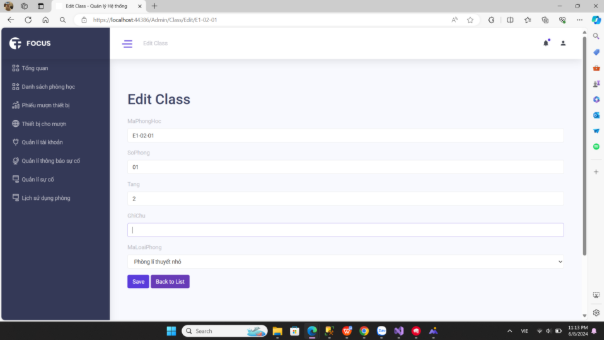 Edit Class - Quản lý Hệ thống
https://localhost:44386/Admin/Class/Edit/E1-02-01
FOCUS
Edit Class
Tổng quan
Danh sách phòng học
Phiếu mượn thiết bị
Thiết bị cho mượn
Quản lí tài khoản
Quản lí thông báo sự cố
Quản lí sự cố
Lịch sử dụng phòng
Edit Class
MaPhongHoc
E1-02-01
SoPhong
01
Tang
2
GhiChu
MaLoaiPhong
Phòng lí thuyết nhỏ
Save
Back to List
Search
VIE
11:13 PM
6/5/2024